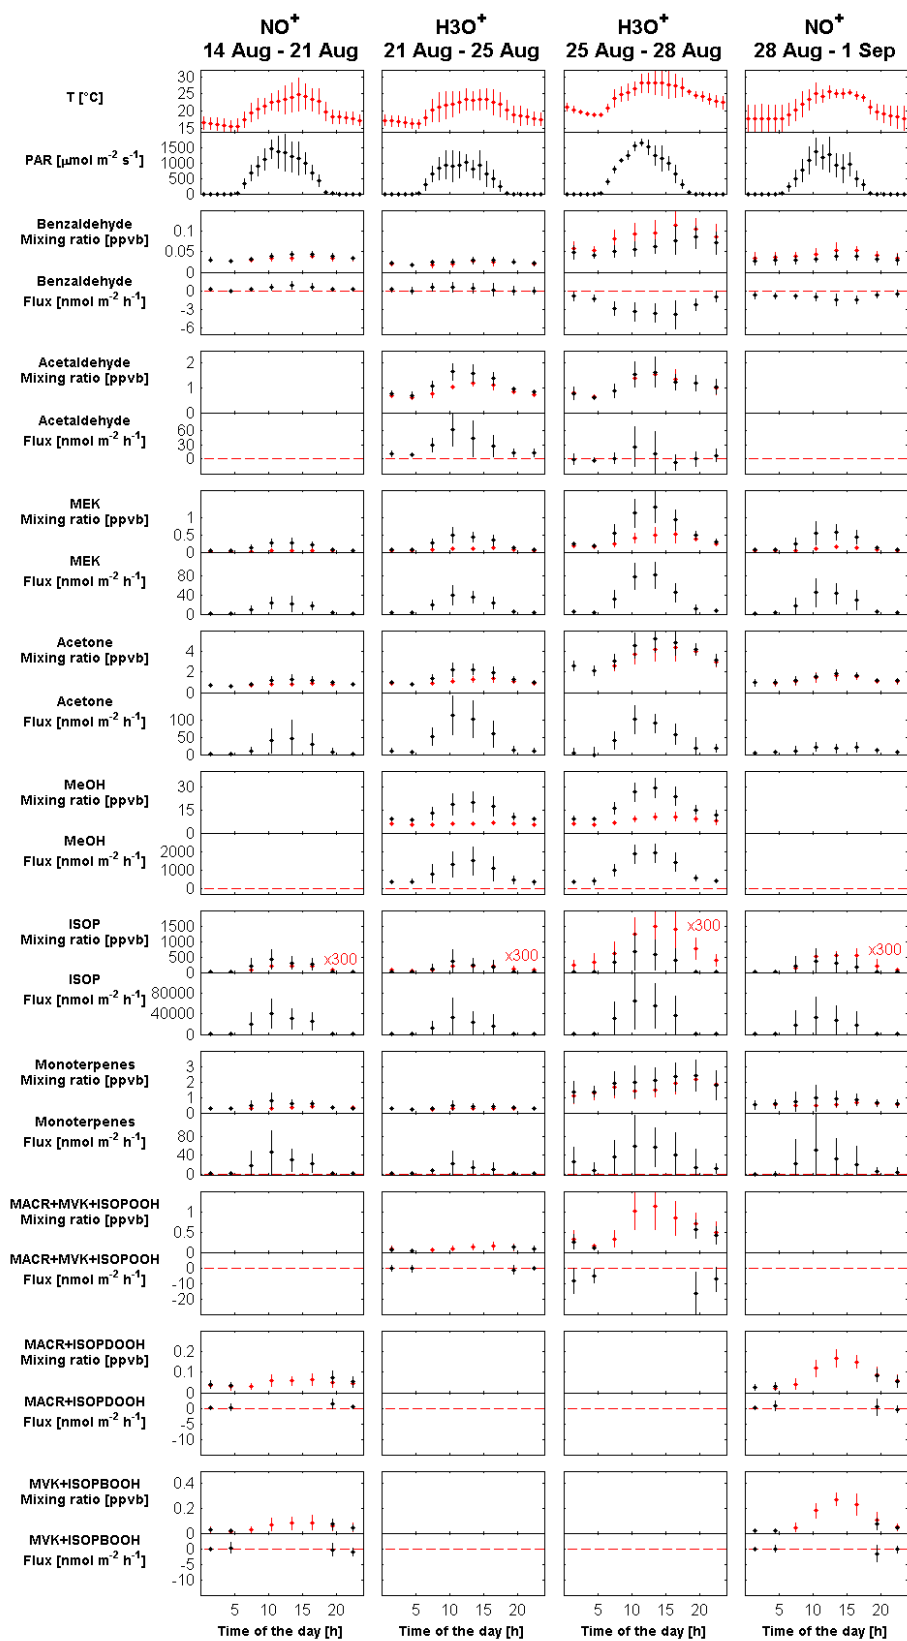 NO+
14 Aug - 21 Aug
H3O+
21 Aug - 25 Aug
H3O+
25 Aug - 28 Aug
NO+
28 Aug - 1 Sep
T [°C]
30
25
20
15
PAR [μmol m-2 s-1]
1500
1000
500
0
Benzaldehyde
Mixing ratio [ppvb]
0.1
0.05
0
Benzaldehyde
Flux [nmol m-2 h-1]
0
-3
-6
Acetaldehyde
Mixing ratio [ppvb]
2
1
0
Acetaldehyde
Flux [nmol m-2 h-1]
60
30
0
MEK
Mixing ratio [ppvb]
1
0.5
0
MEK
Flux [nmol m-2 h-1]
80
40
0
Acetone
Mixing ratio [ppvb]
4
2
0
Acetone
Flux [nmol m-2 h-1]
100
50
0
MeOH
Mixing ratio [ppvb]
30
15
0
MeOH
Flux [nmol m-2 h-1]
2000
1000
0
ISOP
Mixing ratio [ppvb]
1500
1000
500
0
x300
x300
x300
x300
ISOP
Flux [nmol m-2 h-1]
80000
40000
0
Monoterpenes
Mixing ratio [ppvb]
3
2
1
0
Monoterpenes
Flux [nmol m-2 h-1]
80
40
0
MACR+MVK+ISOPOOH
Mixing ratio [ppvb]
1
0.5
0
MACR+MVK+ISOPOOH
Flux [nmol m-2 h-1]
0
-10
-20
MACR+ISOPDOOH
Mixing ratio [ppvb]
0.2
0.1
0
MACR+ISOPDOOH
Flux [nmol m-2 h-1]
0
-5
-10
MVK+ISOPBOOH
Mixing ratio [ppvb]
0.4
0.2
0
MVK+ISOPBOOH
Flux [nmol m-2 h-1]
0
-5
-10
5 10 15 20
5 10 15 20
5 10 15 20
5 10 15 20
Time of the day [h]
Time of the day [h]
Time of the day [h]
Time of the day [h]